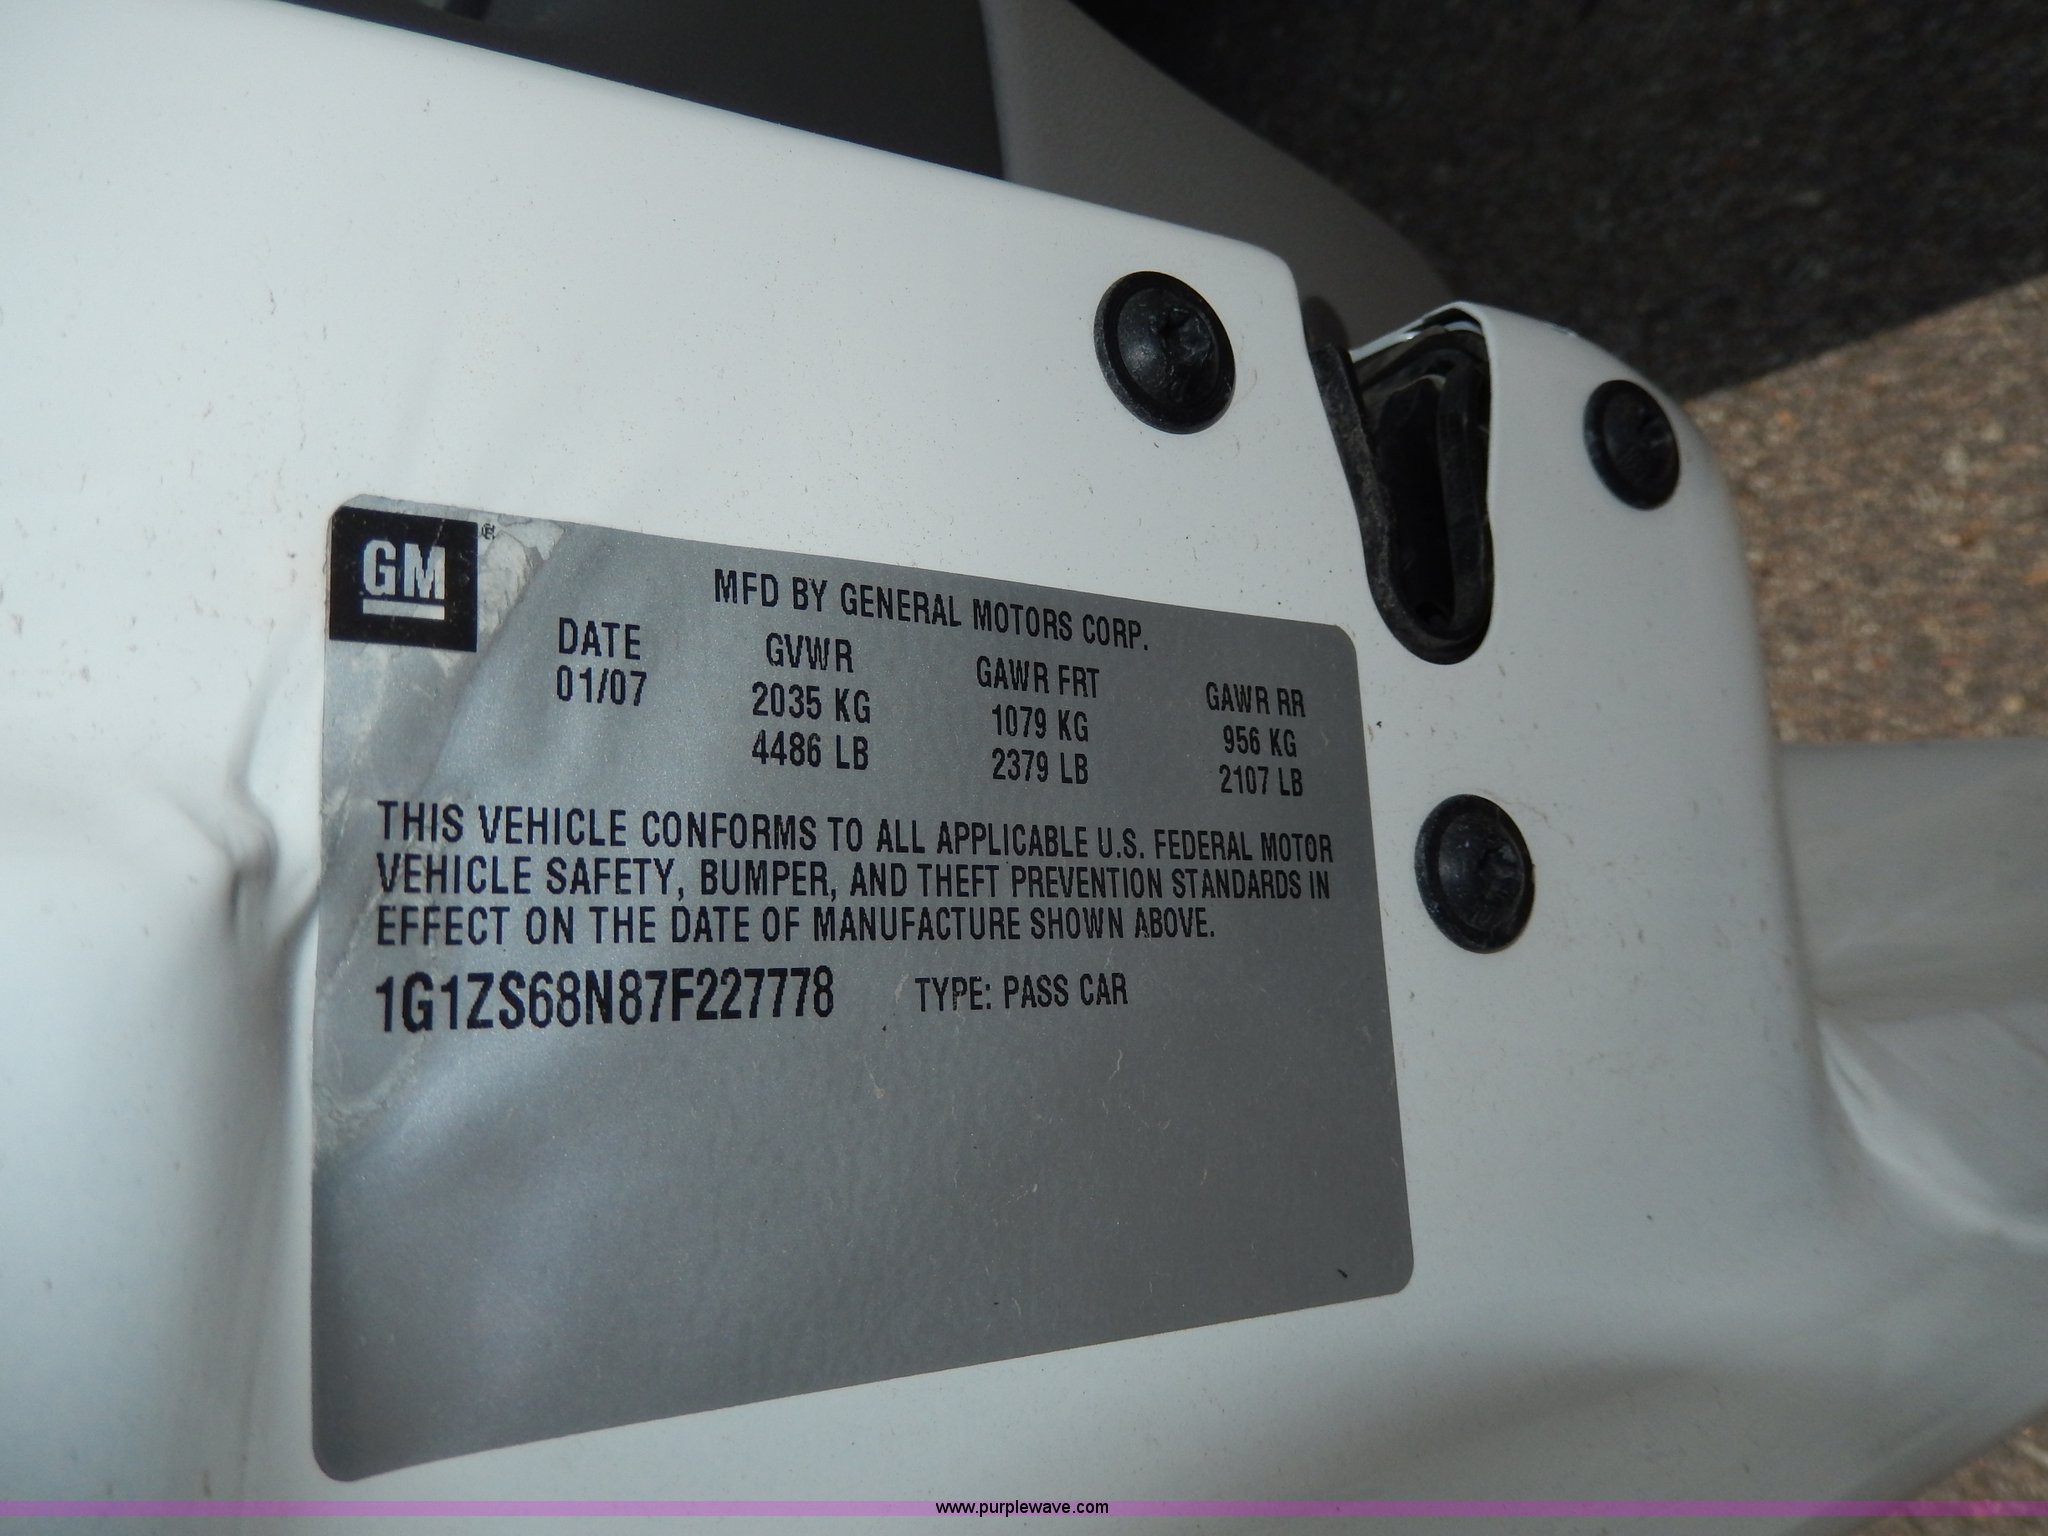 GM
MFD BY GENERAL MOTORS CORP.
DATE GVWR GAWR FRT GAWR RR
01/07 2035 KG 1079 KG 956 KG
4486 LB 2379 LB 2107 LB
THIS VEHICLE CONFORMS TO ALL APPLICABLE U.S. FEDERAL MOTOR
VEHICLE SAFETY, BUMPER, AND THEFT PREVENTION STANDARDS IN
EFFECT ON THE DATE OF MANUFACTURE SHOWN ABOVE.
1G1ZS68N87F227778 TYPE: PASS CAR
www.purplewave.com